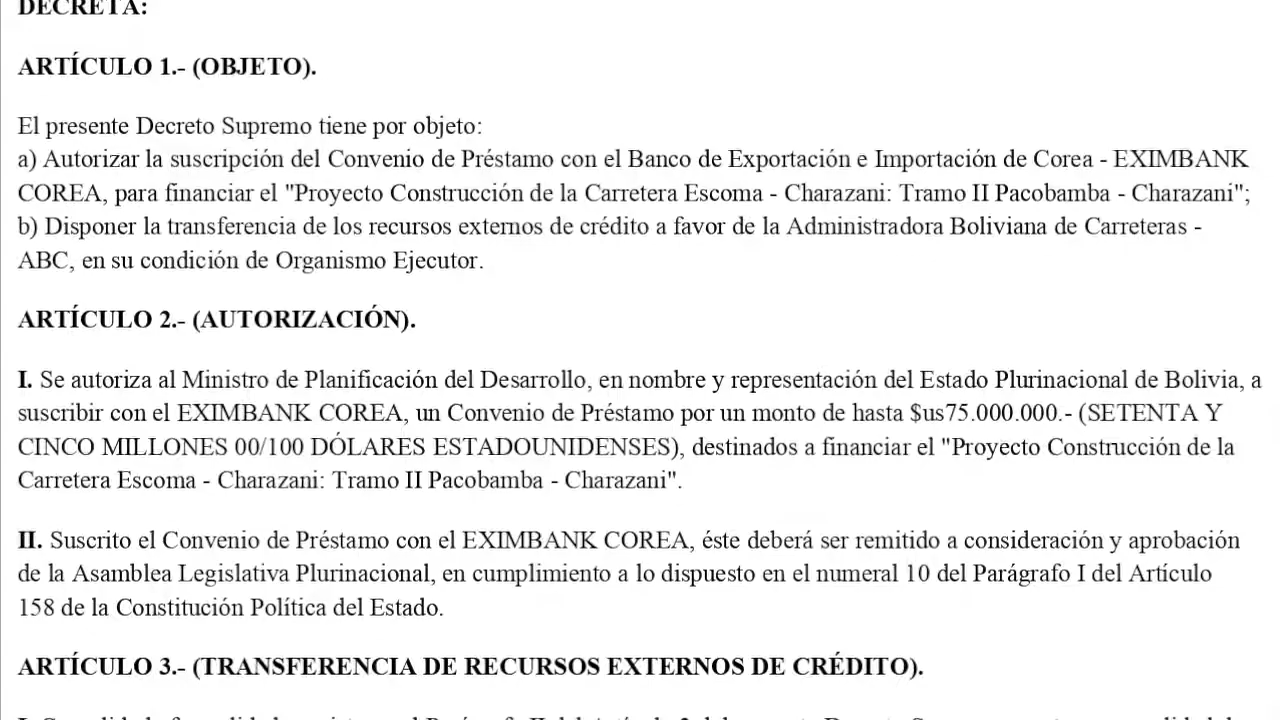 DECRETA:
ARTÍCULO 1.- (OBJETO).
El presente Decreto Supremo tiene por objeto:
a) Autorizar la suscripción del Convenio de Préstamo con el Banco de Exportación e Importación de Corea - EXIMBANK
COREA, para financiar el "Proyecto Construcción de la Carretera Escoma - Charazani: Tramo II Pacobamba - Charazani";
b) Disponer la transferencia de los recursos externos de crédito a favor de la Administradora Boliviana de Carreteras -
ABC, en su condición de Organismo Ejecutor.
ARTÍCULO 2.- (AUTORIZACIÓN).
I. Se autoriza al Ministro de Planificación del Desarrollo, en nombre y representación del Estado Plurinacional de Bolivia, a
suscribir con el EXIMBANK COREA, un Convenio de Préstamo por un monto de hasta $us75.000.000.- (SETENTA Y
CINCO MILLONES 00/100 DÓLARES ESTADOUNIDENSES), destinados a financiar el "Proyecto Construcción de la
Carretera Escoma - Charazani: Tramo II Pacobamba - Charazani".
II. Suscrito el Convenio de Préstamo con el EXIMBANK COREA, éste deberá ser remitido a consideración y aprobación
de la Asamblea Legislativa Plurinacional, en cumplimiento a lo dispuesto en el numeral 10 del Parágrafo I del Artículo
158 de la Constitución Política del Estado.
ARTÍCULO 3.- (TRANSFERENCIA DE RECURSOS EXTERNOS DE CRÉDITO).